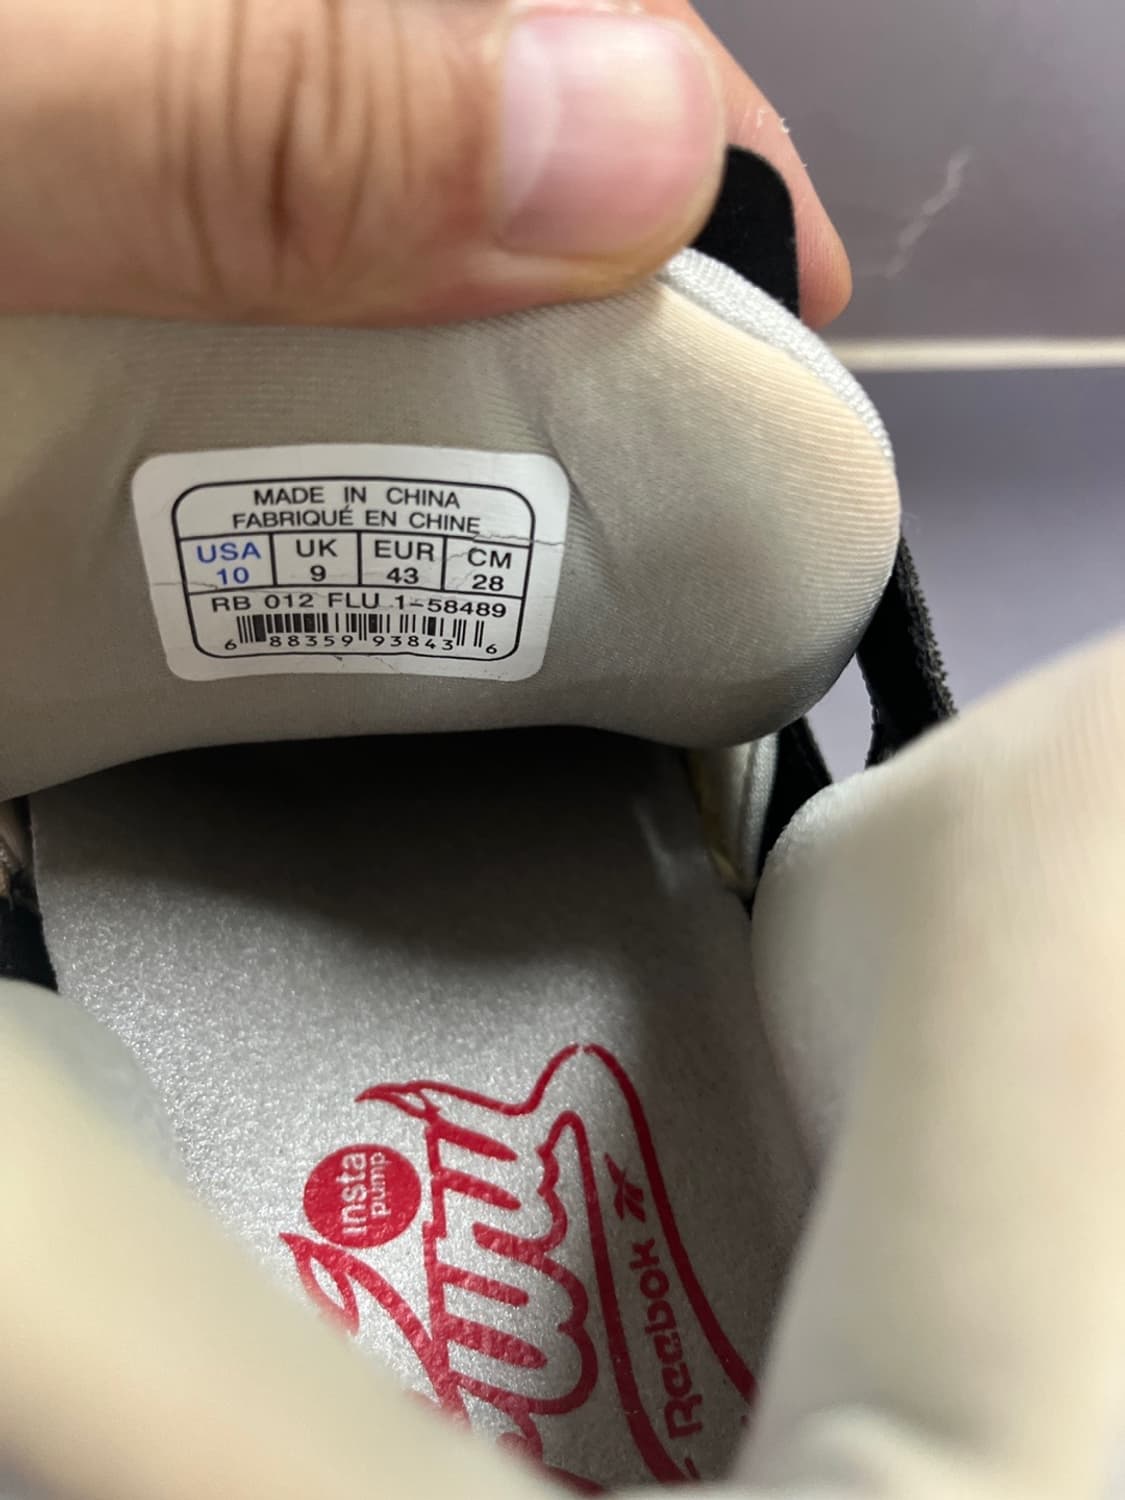 MADE IN CHINA
FABRIQUÉ EN CHINE
USA UK EUR CM
10 9 43 28
RB 012 FLU 1-58489
6 88359 93843 6
insta
pump
Fury
Reebok